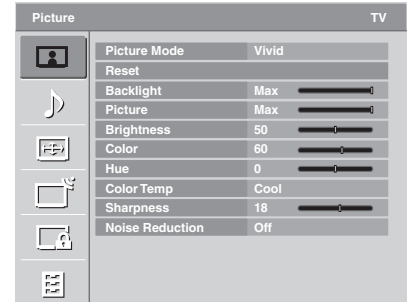 Picture TV
Picture Mode Vivid
Reset
Backlight Max
Picture Max
Brightness 50
Color 60
Hue 0
Color Temp Cool
Sharpness 18
Noise Reduction Off